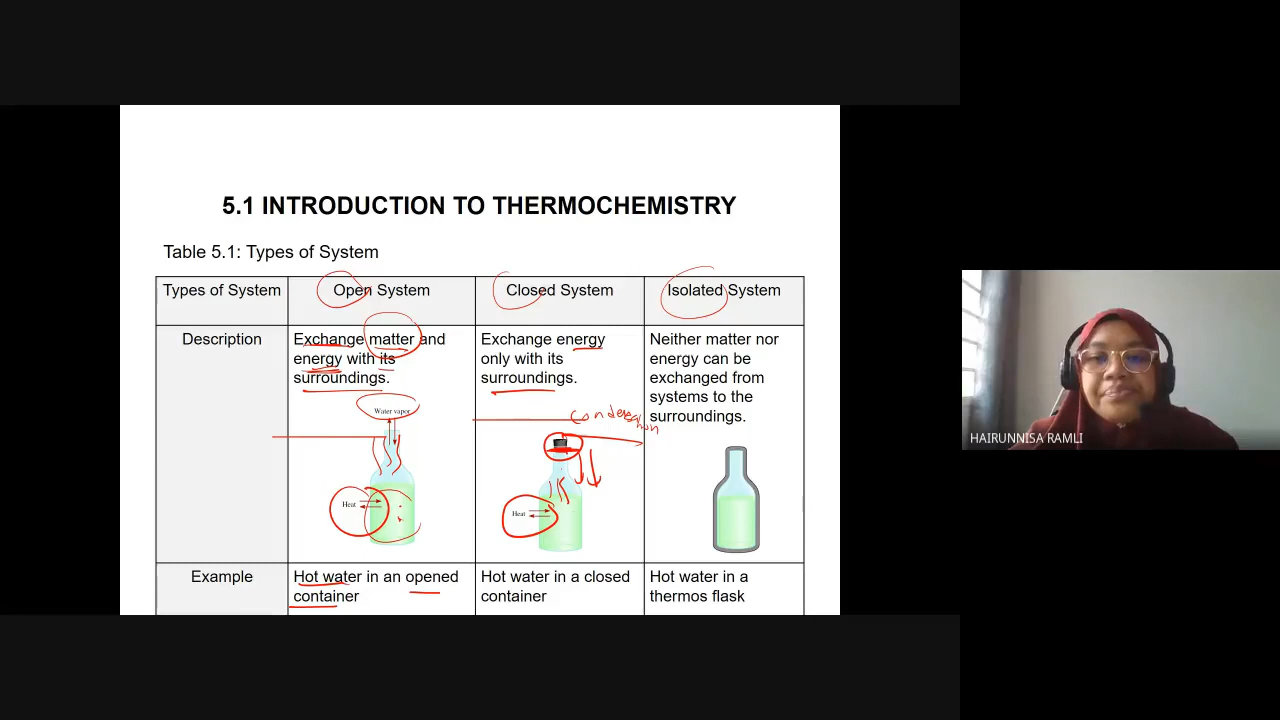 5.1 INTRODUCTION TO THERMOCHEMISTRY
Table 5.1: Types of System
Types of System
Open System
Closed System
Isolated System
Description
Exchange matter and
energy with its
surroundings.
Water vapor
Heat
Exchange energy
only with its
surroundings.
Heat
Neither matter nor
energy can be
exchanged from
systems to the
surroundings.
Example
Hot water in an opened
container
Hot water in a closed
container
Hot water in a
thermos flask
HAIRUNNISA RAMLI